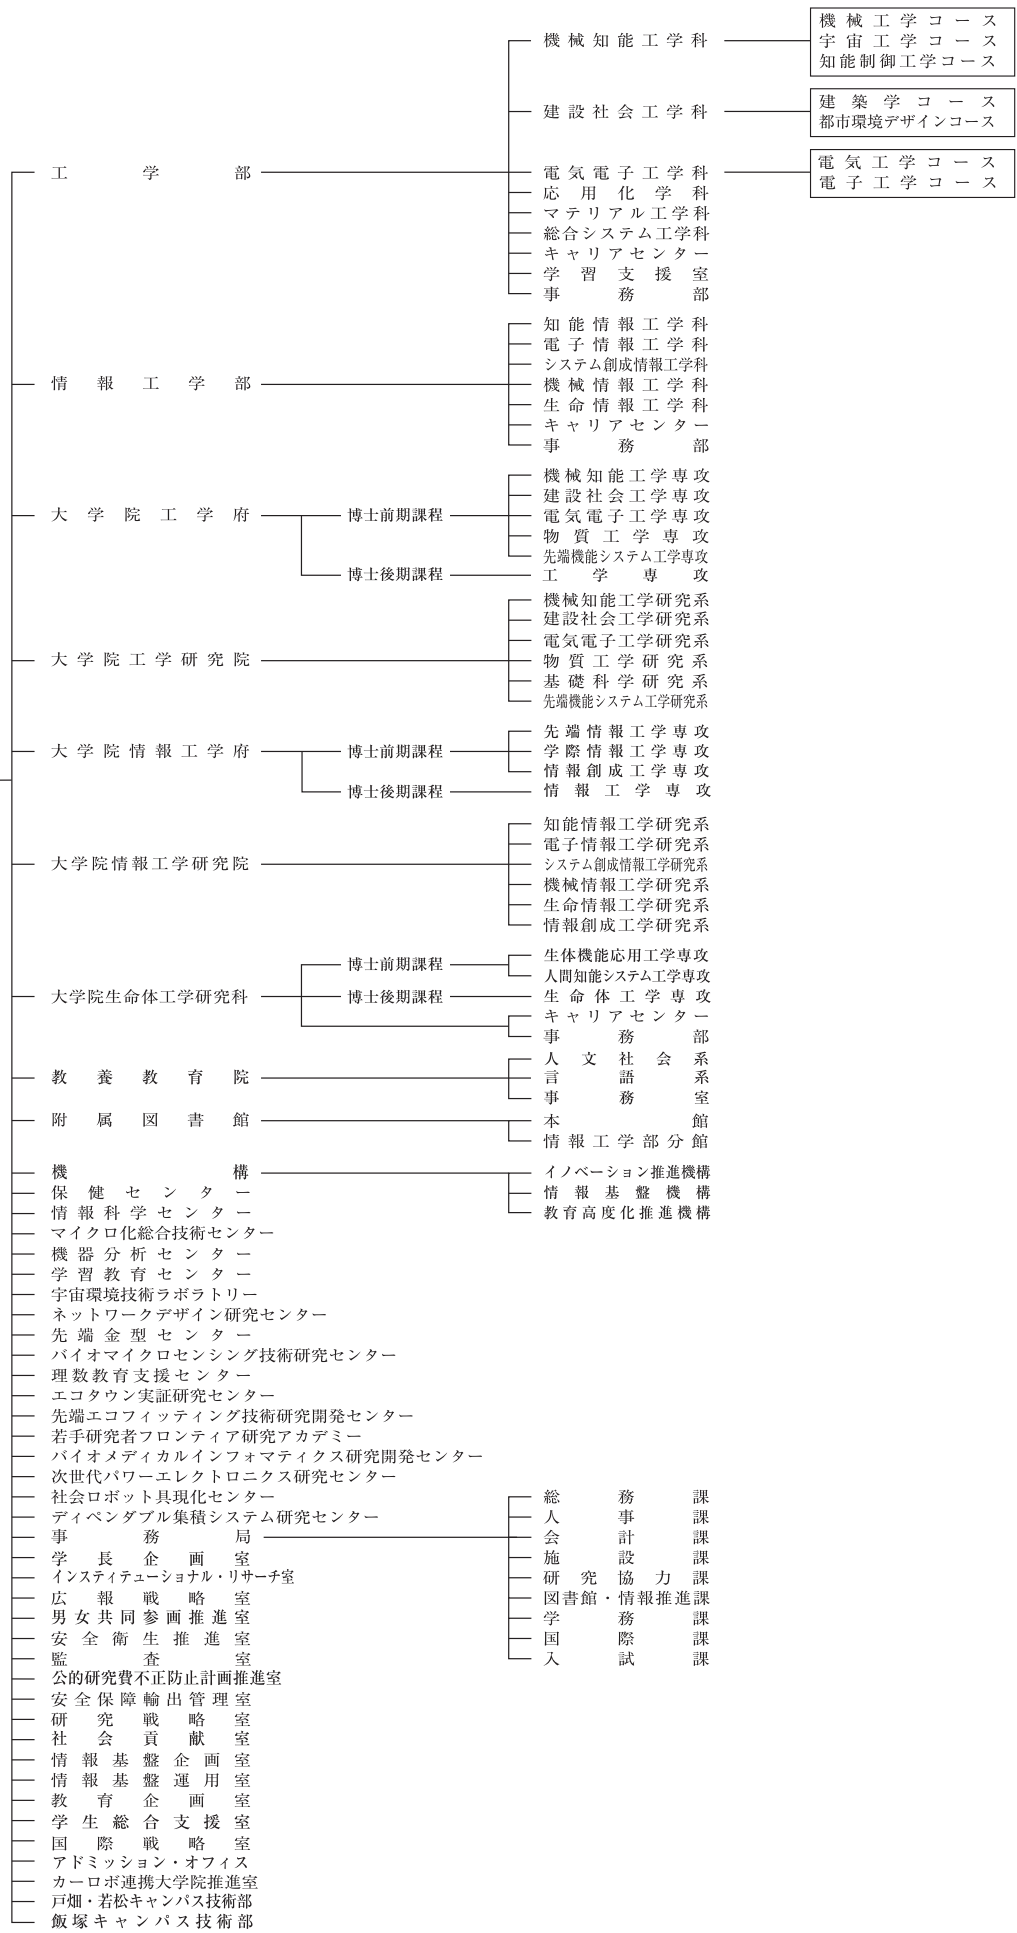 機械工学コース
宇宙工学コース
知能制御工学コース
機械知能工学科
建築学コース
都市環境デザインコース
建設社会工学科
工学部
電気電子工学科
電気工学コース
電子工学コース
応用化学科
マテリアル工学科
総合システム工学科
キャリアセンター
学習支援室
事務部
知能情報工学科
電子情報工学科
システム創成情報工学科
情報工学部
機械情報工学科
生命情報工学科
キャリアセンター
事務部
機械知能工学専攻
建設社会工学専攻
大学院工学府
博士前期課程
電気電子工学専攻
物質工学専攻
先端機能システム工学専攻
博士後期課程
工学専攻
機械知能工学研究系
建設社会工学研究系
電気電子工学研究系
大学院工学研究院
物質工学研究系
基礎科学研究系
先端機能システム工学研究系
先端情報工学専攻
大学院情報工学府
博士前期課程
学際情報工学専攻
情報創成工学専攻
博士後期課程
情報工学専攻
知能情報工学研究系
電子情報工学研究系
大学院情報工学研究院
システム創成情報工学研究系
機械情報工学研究系
生命情報工学研究系
情報創成工学研究系
博士前期課程
生体機能応用工学専攻
人間知能システム工学専攻
大学院生命体工学研究科
博士後期課程
生命体工学専攻
キャリアセンター
事務部
人文社会系
教養教育院
言語系
事務室
附属図書館
本館
情報工学部分館
機構
イノベーション推進機構
保健センター
情報基盤機構
情報科学センター
教育高度化推進機構
マイクロ化総合技術センター
機器分析センター
学習教育センター
宇宙環境技術ラボラトリー
ネットワークデザイン研究センター
先端金型センター
バイオマイクロセンシング技術研究センター
理数教育支援センター
エコタウン実証研究センター
先端エコフィッティング技術研究開発センター
若手研究者フロンティア研究アカデミー
バイオメディカルインフォマティクス研究開発センター
次世代パワーエレクトロニクス研究センター
社会ロボット具現化センター
総務課
ディペンダブル集積システム研究センター
人事課
事務局
会計課
学長企画室
施設課
インスティテューショナル・リサーチ室
研究協力課
広報戦略室
図書館・情報推進課
男女共同参画推進室
学務課
安全衛生推進室
国際課
監査室
入試課
公的研究費不正防止計画推進室
安全保障輸出管理室
研究戦略室
社会貢献室
情報基盤企画室
情報基盤運用室
教育企画室
学生総合支援室
国際戦略室
アドミッション・オフィス
カーロボ連携大学院推進室
戸畑・若松キャンパス技術部
飯塚キャンパス技術部